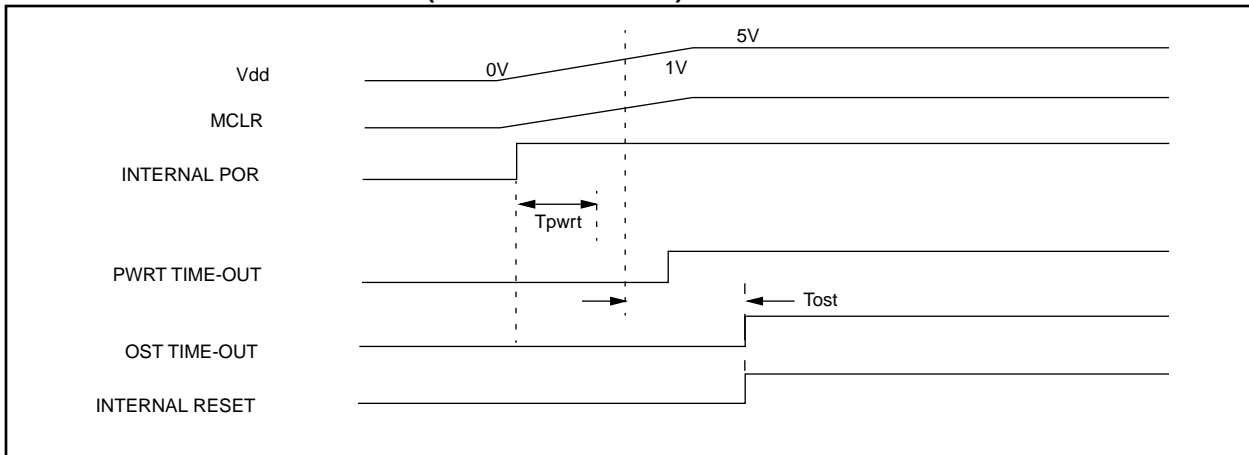 5V
0V
1V
Vdd
MCLR
INTERNAL POR
Tpwrt
PWRT TIME-OUT
Tost
OST TIME-OUT
INTERNAL RESET